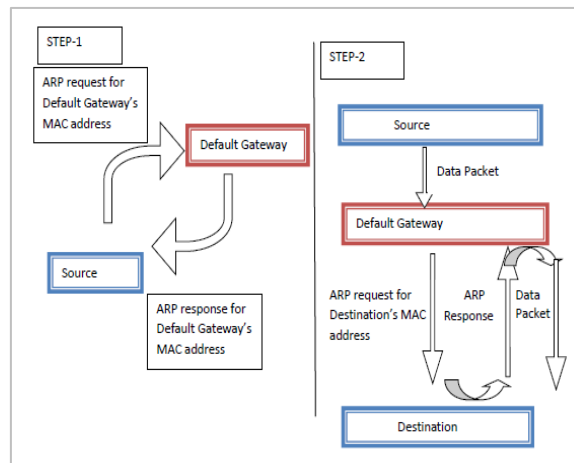 STEP-1
ARP request for
Default Gateway's
MAC address
Default Gateway
Source
ARP response for
Default Gateway's
MAC address
STEP-2
Source
Data Packet
Default Gateway
ARP request for
Destination's MAC
address
ARP
Response
Data
Packet
Destination